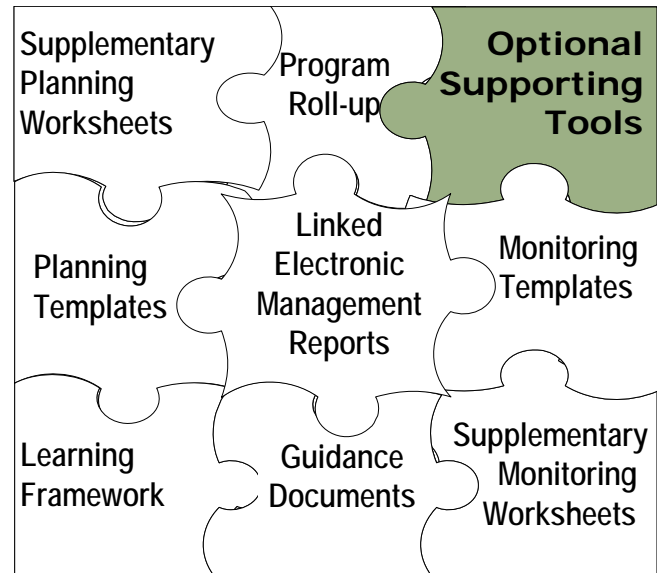 Supplementary
Planning
Worksheets
Program
Roll-up
Optional
Supporting
Tools
Planning
Templates
Linked
Electronic
Management
Reports
Monitoring
Templates
Learning
Framework
Guidance
Documents
Supplementary
Monitoring
Worksheets